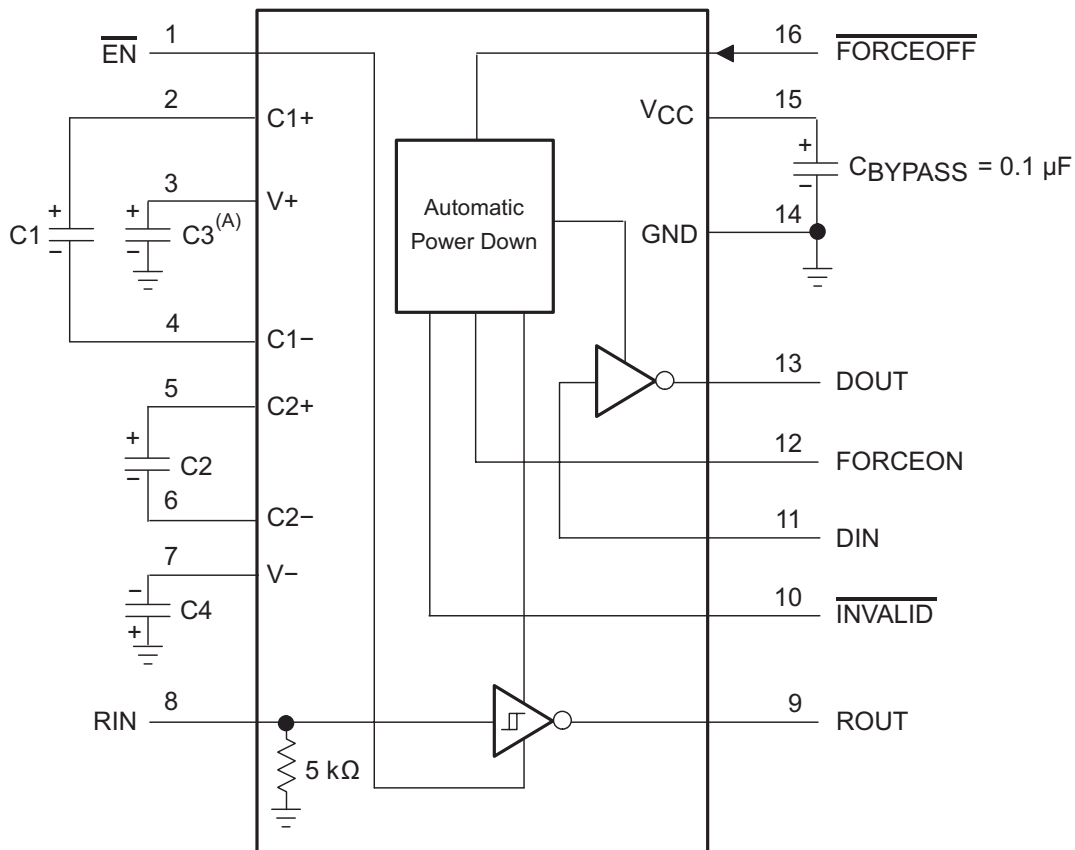 1
EN
16
FORCEOFF
2
C1+
VCC
15
CBYPASS = 0.1 µF
3
V+
C1
C3(A)
Automatic
Power Down
14
GND
4
C1−
13
DOUT
5
C2+
12
FORCEON
C2
6
C2−
11
DIN
7
V−
10
INVALID
C4
8
RIN
9
ROUT
5 kΩ
+
−
+
−
+
−
+
−
−
+